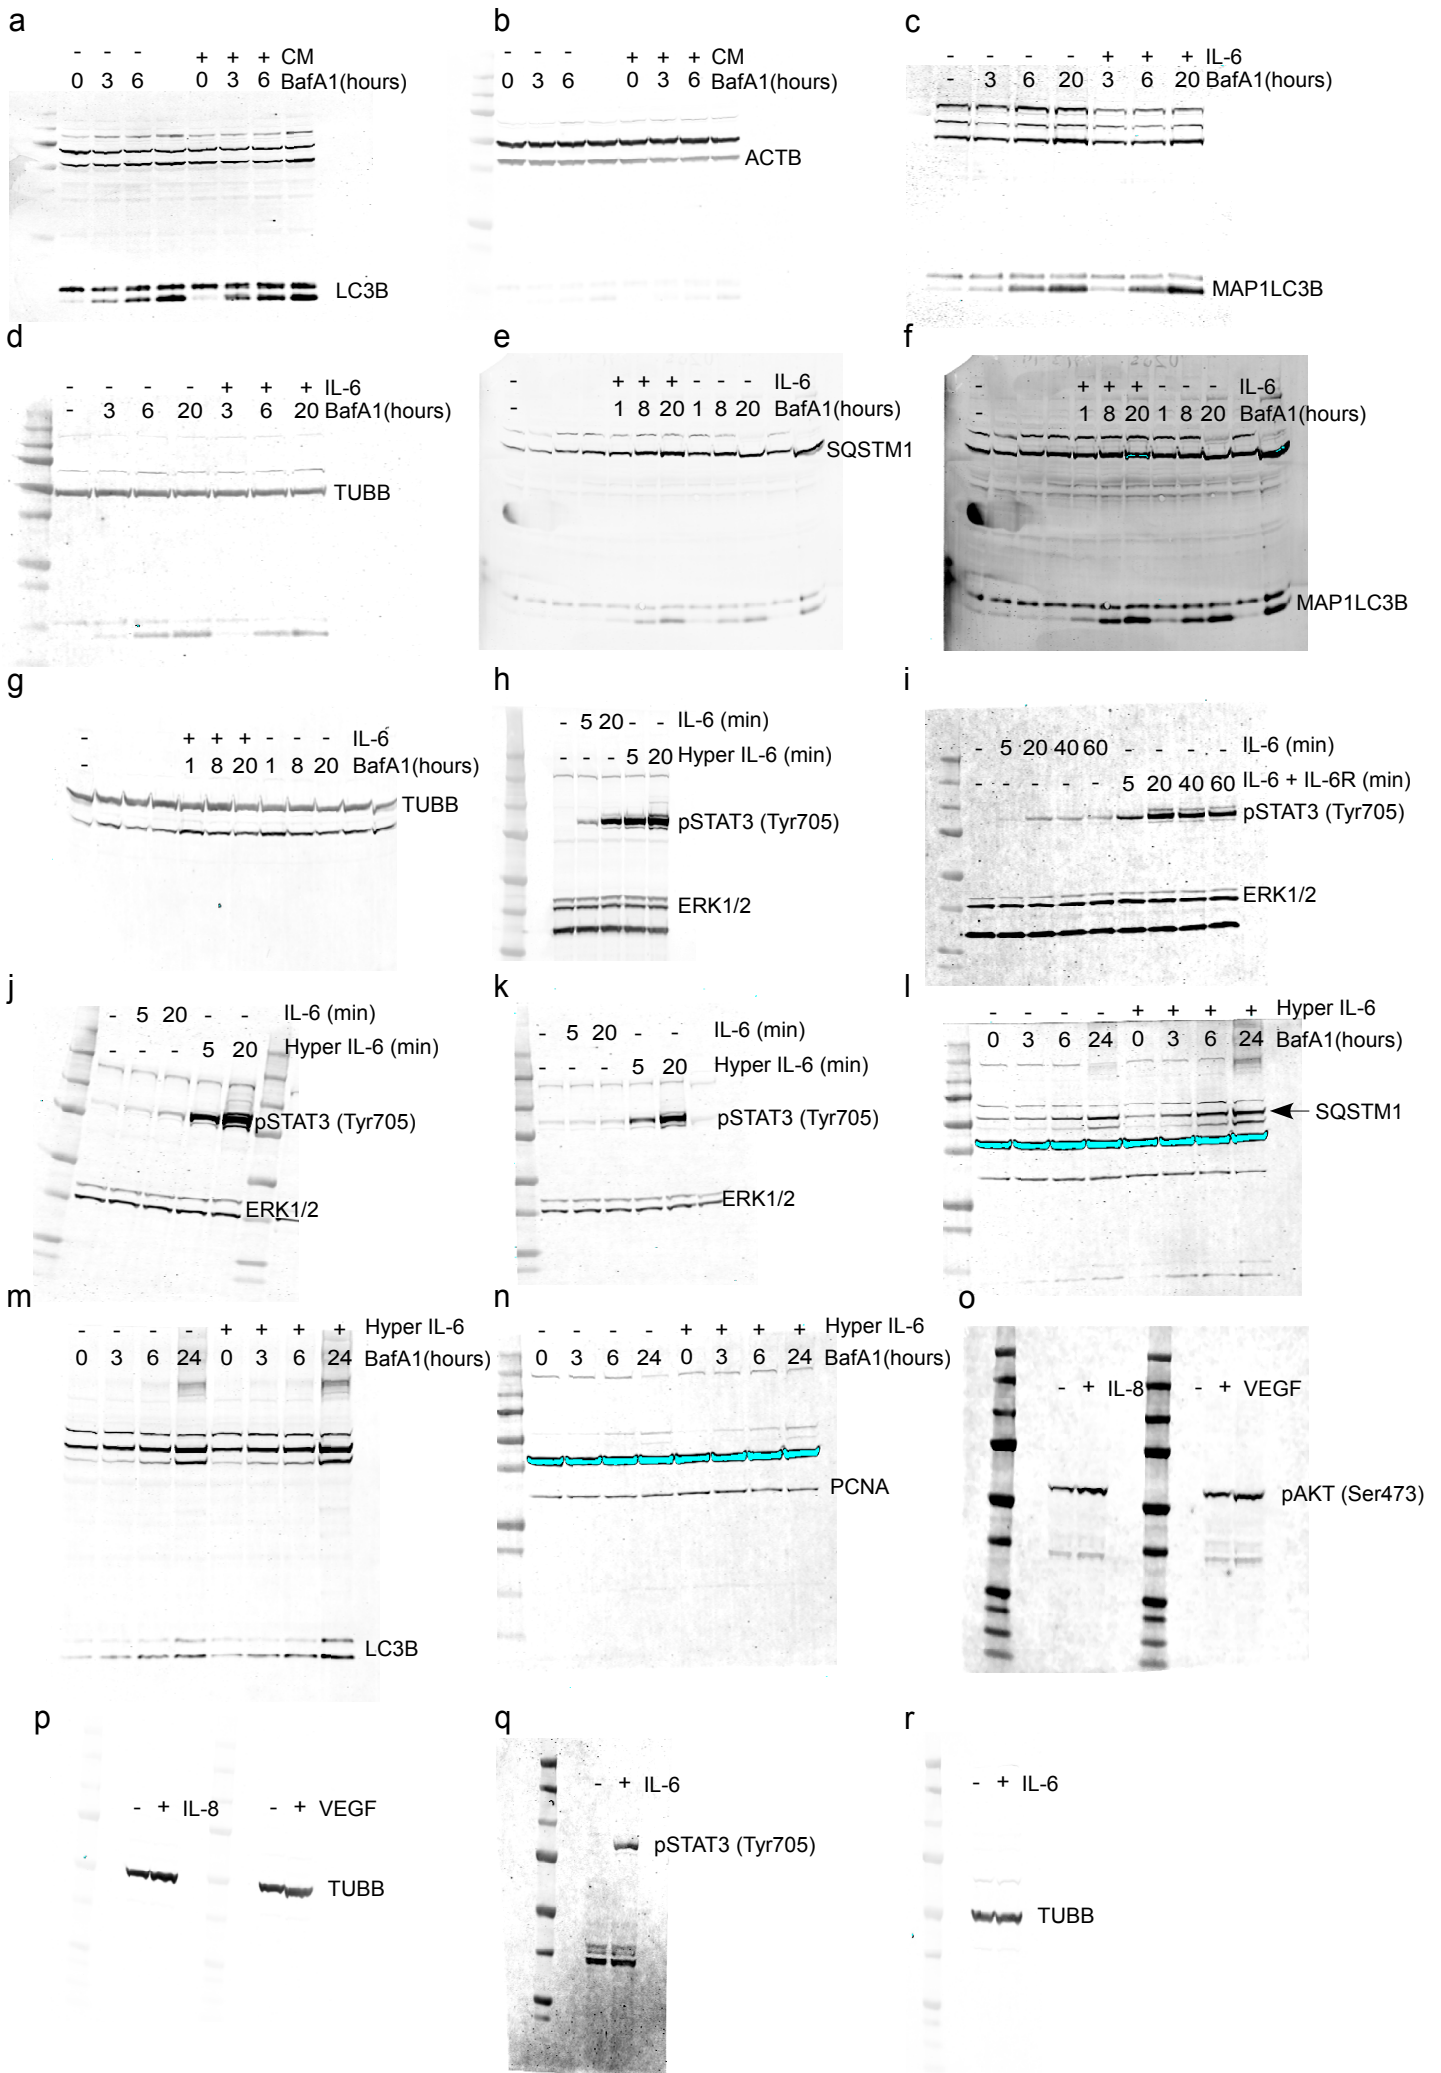 a
- - - + + + CM
0 3 6 0 3 6 BafA1(hours)
LC3B
b
- - - + + + CM
0 3 6 0 3 6 BafA1(hours)
ACTB
c
- - - - + + + IL-6
- 3 6 20 3 6 20 BafA1(hours)
MAP1LC3B
d
- - - - + + + IL-6
- 3 6 20 3 6 20 BafA1(hours)
TUBB
e
- + + + - - - IL-6
- 1 8 20 1 8 20 BafA1(hours)
SQSTM1
f
- + + + - - - IL-6
- 1 8 20 1 8 20 BafA1(hours)
MAP1LC3B
g
- + + + - - - IL-6
- 1 8 20 1 8 20 BafA1(hours)
TUBB
h
- 5 20 - - IL-6 (min)
- - - 5 20 Hyper IL-6 (min)
pSTAT3 (Tyr705)
ERK1/2
i
- 5 20 40 60 - - - - IL-6 (min)
- - - - - 5 20 40 60 IL-6 + IL-6R (min)
pSTAT3 (Tyr705)
ERK1/2
j
- 5 20 - - IL-6 (min)
- - - 5 20 Hyper IL-6 (min)
pSTAT3 (Tyr705)
ERK1/2
k
- 5 20 - - IL-6 (min)
- - - 5 20 Hyper IL-6 (min)
pSTAT3 (Tyr705)
ERK1/2
l
- - - - + + + + Hyper IL-6
0 3 6 24 0 3 6 24 BafA1(hours)
SQSTM1
m
- - - - + + + + Hyper IL-6
0 3 6 24 0 3 6 24 BafA1(hours)
LC3B
n
- - - - + + + + Hyper IL-6
0 3 6 24 0 3 6 24 BafA1(hours)
PCNA
o
- + IL-8 - + VEGF
pAKT (Ser473)
p
- + IL-8 - + VEGF
TUBB
q
- + IL-6
pSTAT3 (Tyr705)
r
- + IL-6
TUBB